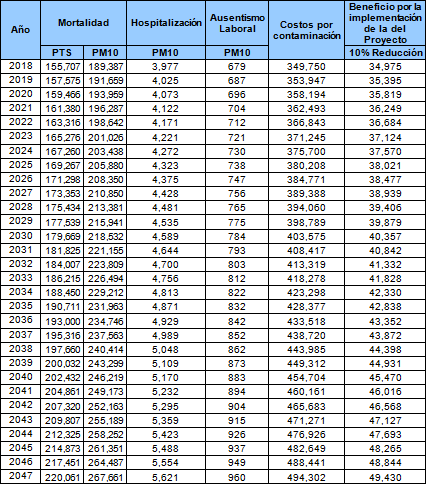 Año Mortalidad Hospitalización Ausentismo Laboral Costos por contaminación Beneficio por la implementación de la del Proyecto
PTS PM10 PM10 PM10 10% Reducción
2018 155,707 189,387 3,977 679 349,750 34,975
2019 157,575 191,659 4,025 687 353,947 35,395
2020 159,466 193,959 4,073 696 358,194 35,819
2021 161,380 196,287 4,122 704 362,493 36,249
2022 163,316 198,642 4,171 712 366,843 36,684
2023 165,276 201,026 4,221 721 371,245 37,124
2024 167,260 203,438 4,272 730 375,700 37,570
2025 169,267 205,880 4,323 738 380,208 38,021
2026 171,298 208,350 4,375 747 384,771 38,477
2027 173,353 210,850 4,428 756 389,388 38,939
2028 175,434 213,381 4,481 765 394,060 39,406
2029 177,539 215,941 4,535 775 398,789 39,879
2030 179,669 218,532 4,589 784 403,575 40,357
2031 181,825 221,155 4,644 793 408,417 40,842
2032 184,007 223,809 4,700 803 413,319 41,332
2033 186,215 226,494 4,756 812 418,278 41,828
2034 188,450 229,212 4,813 822 423,298 42,330
2035 190,711 231,963 4,871 832 428,377 42,838
2036 193,000 234,746 4,929 842 433,518 43,352
2037 195,316 237,563 4,989 852 438,720 43,872
2038 197,660 240,414 5,048 862 443,985 44,398
2039 200,032 243,299 5,109 873 449,312 44,931
2040 202,432 246,219 5,170 883 454,704 45,470
2041 204,861 249,173 5,232 894 460,161 46,016
2042 207,320 252,163 5,295 904 465,683 46,568
2043 209,807 255,189 5,359 915 471,271 47,127
2044 212,325 258,252 5,423 926 476,926 47,693
2045 214,873 261,351 5,488 937 482,649 48,265
2046 217,451 264,487 5,554 949 488,441 48,844
2047 220,061 267,661 5,621 960 494,302 49,430